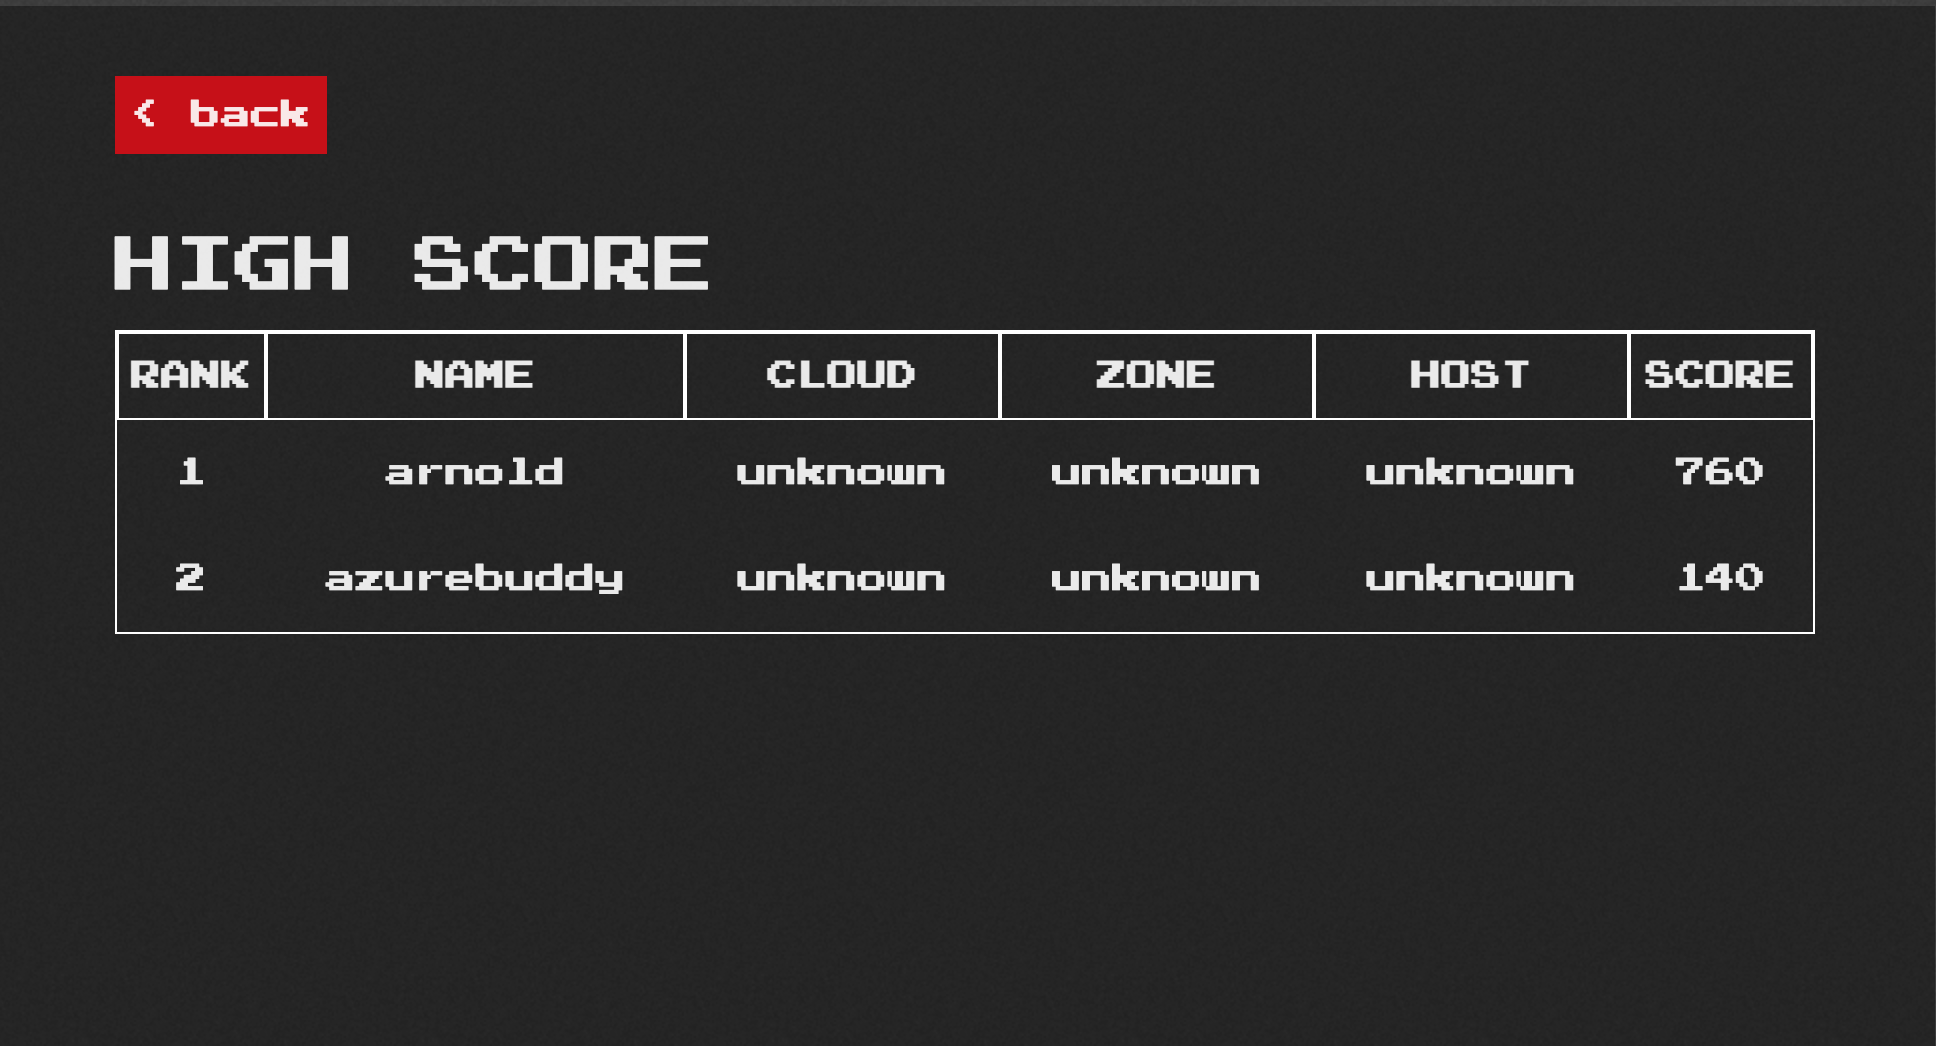 < back
HIGH SCORE
RANK NAME CLOUD ZONE HOST SCORE
1 arnold unknown unknown unknown 760
2 azurebuddy unknown unknown unknown 140